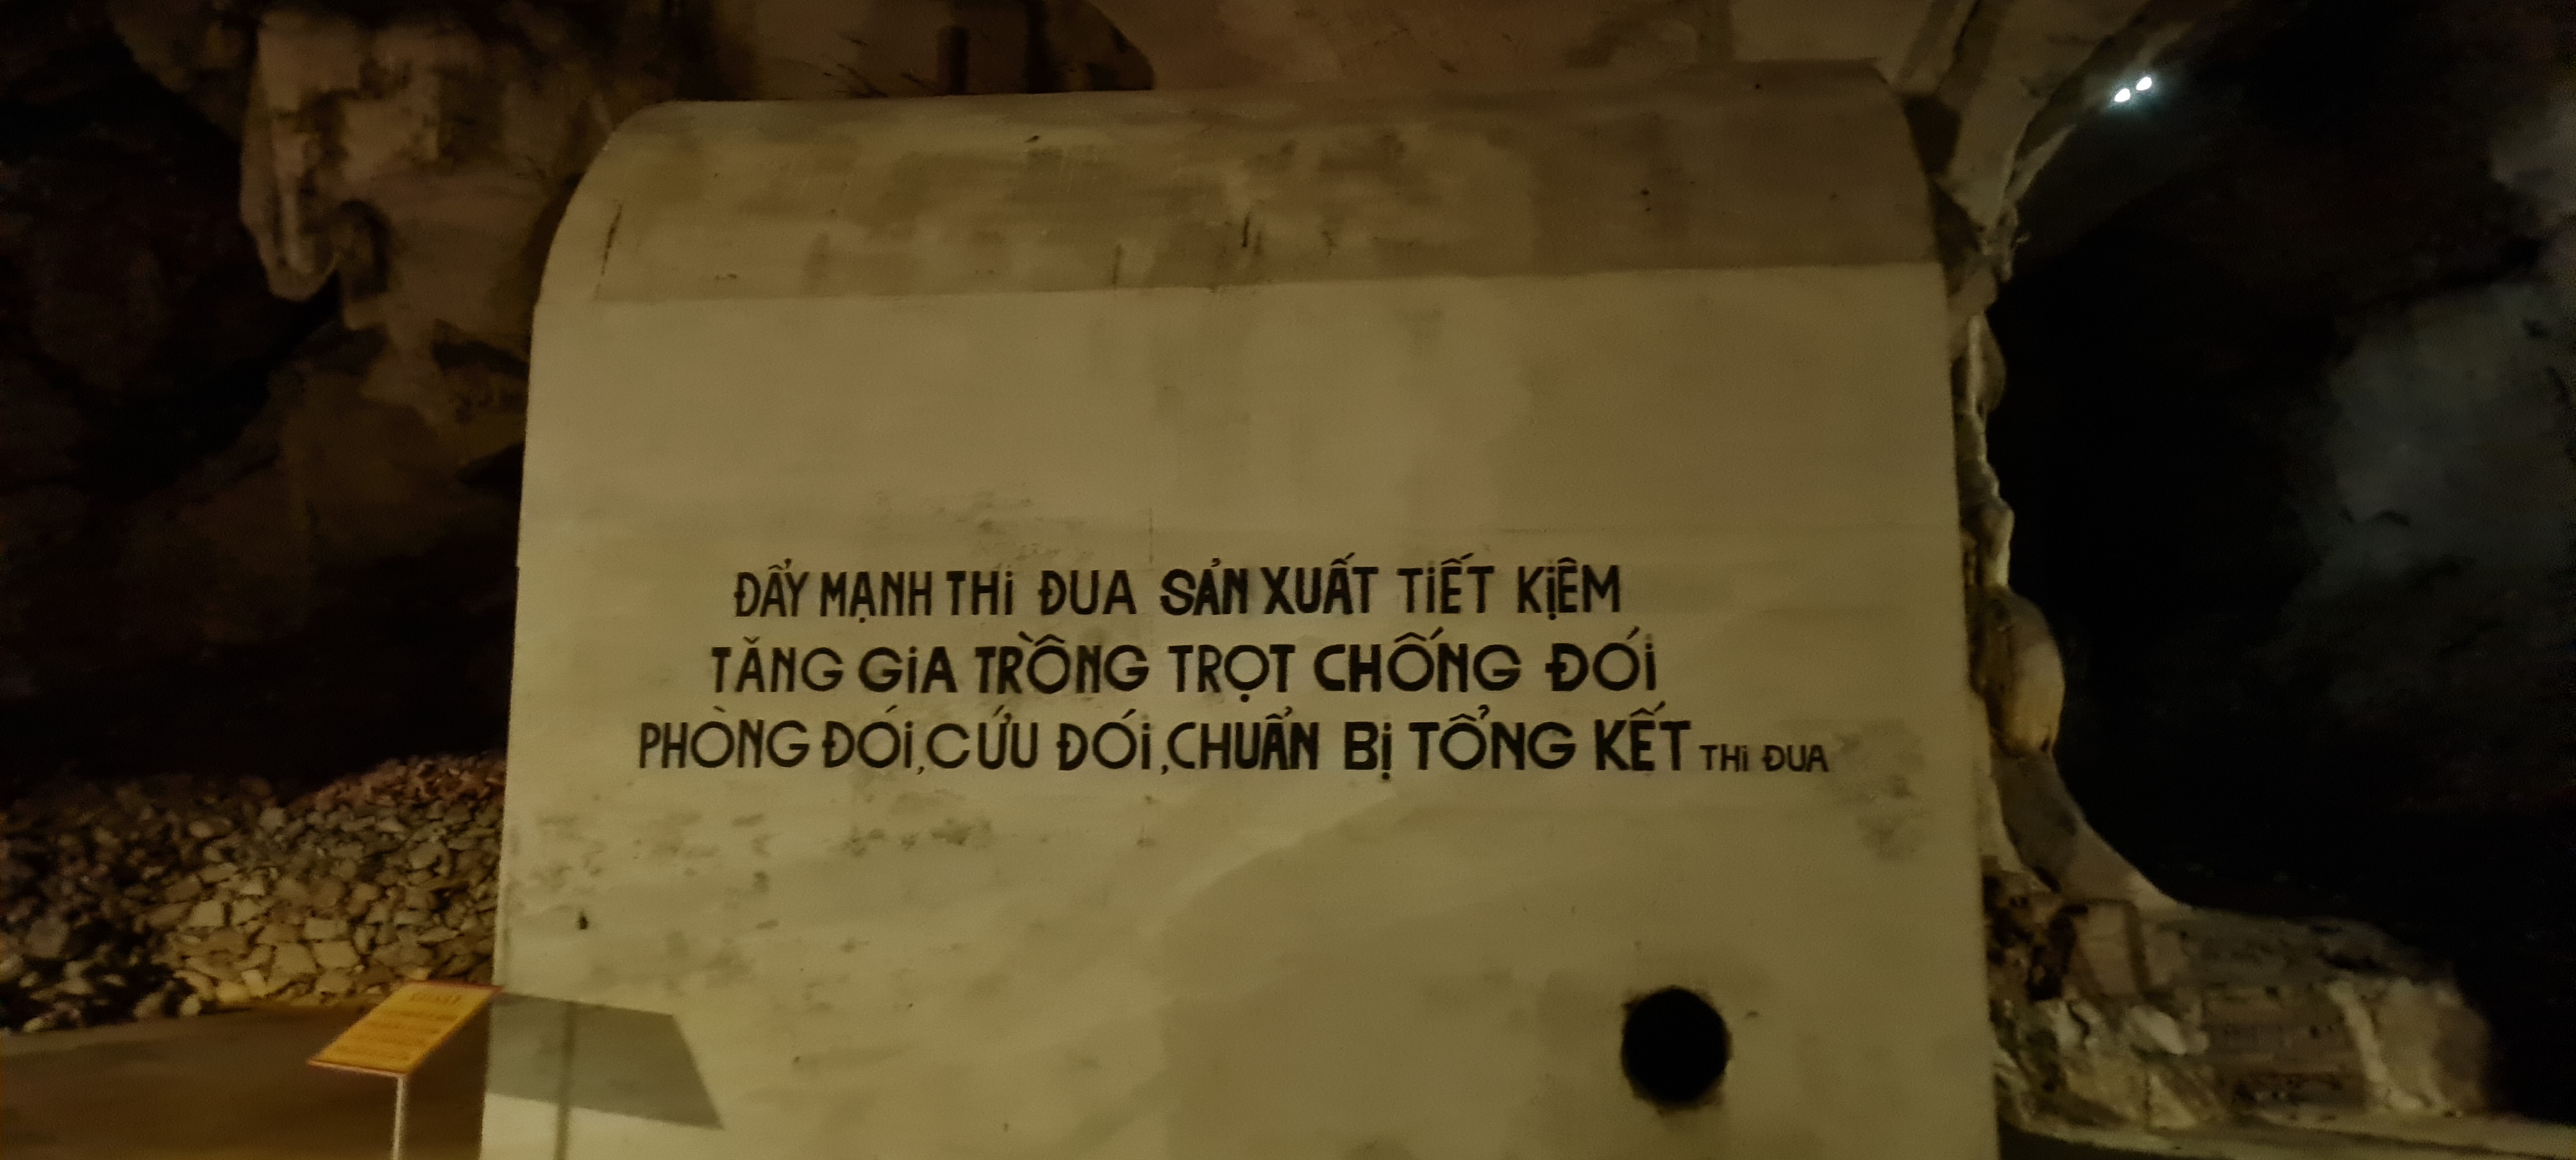 ĐẨY MẠNH THi ĐUA SẢN XUẤT TiẾT KiỆM
TĂNG GiA TRỒNG TRỌT CHỐNG ĐÓi
PHÒNG ĐÓi, CỨU ĐÓi, CHUẨN Bị TỔNG KẾT THi ĐUA